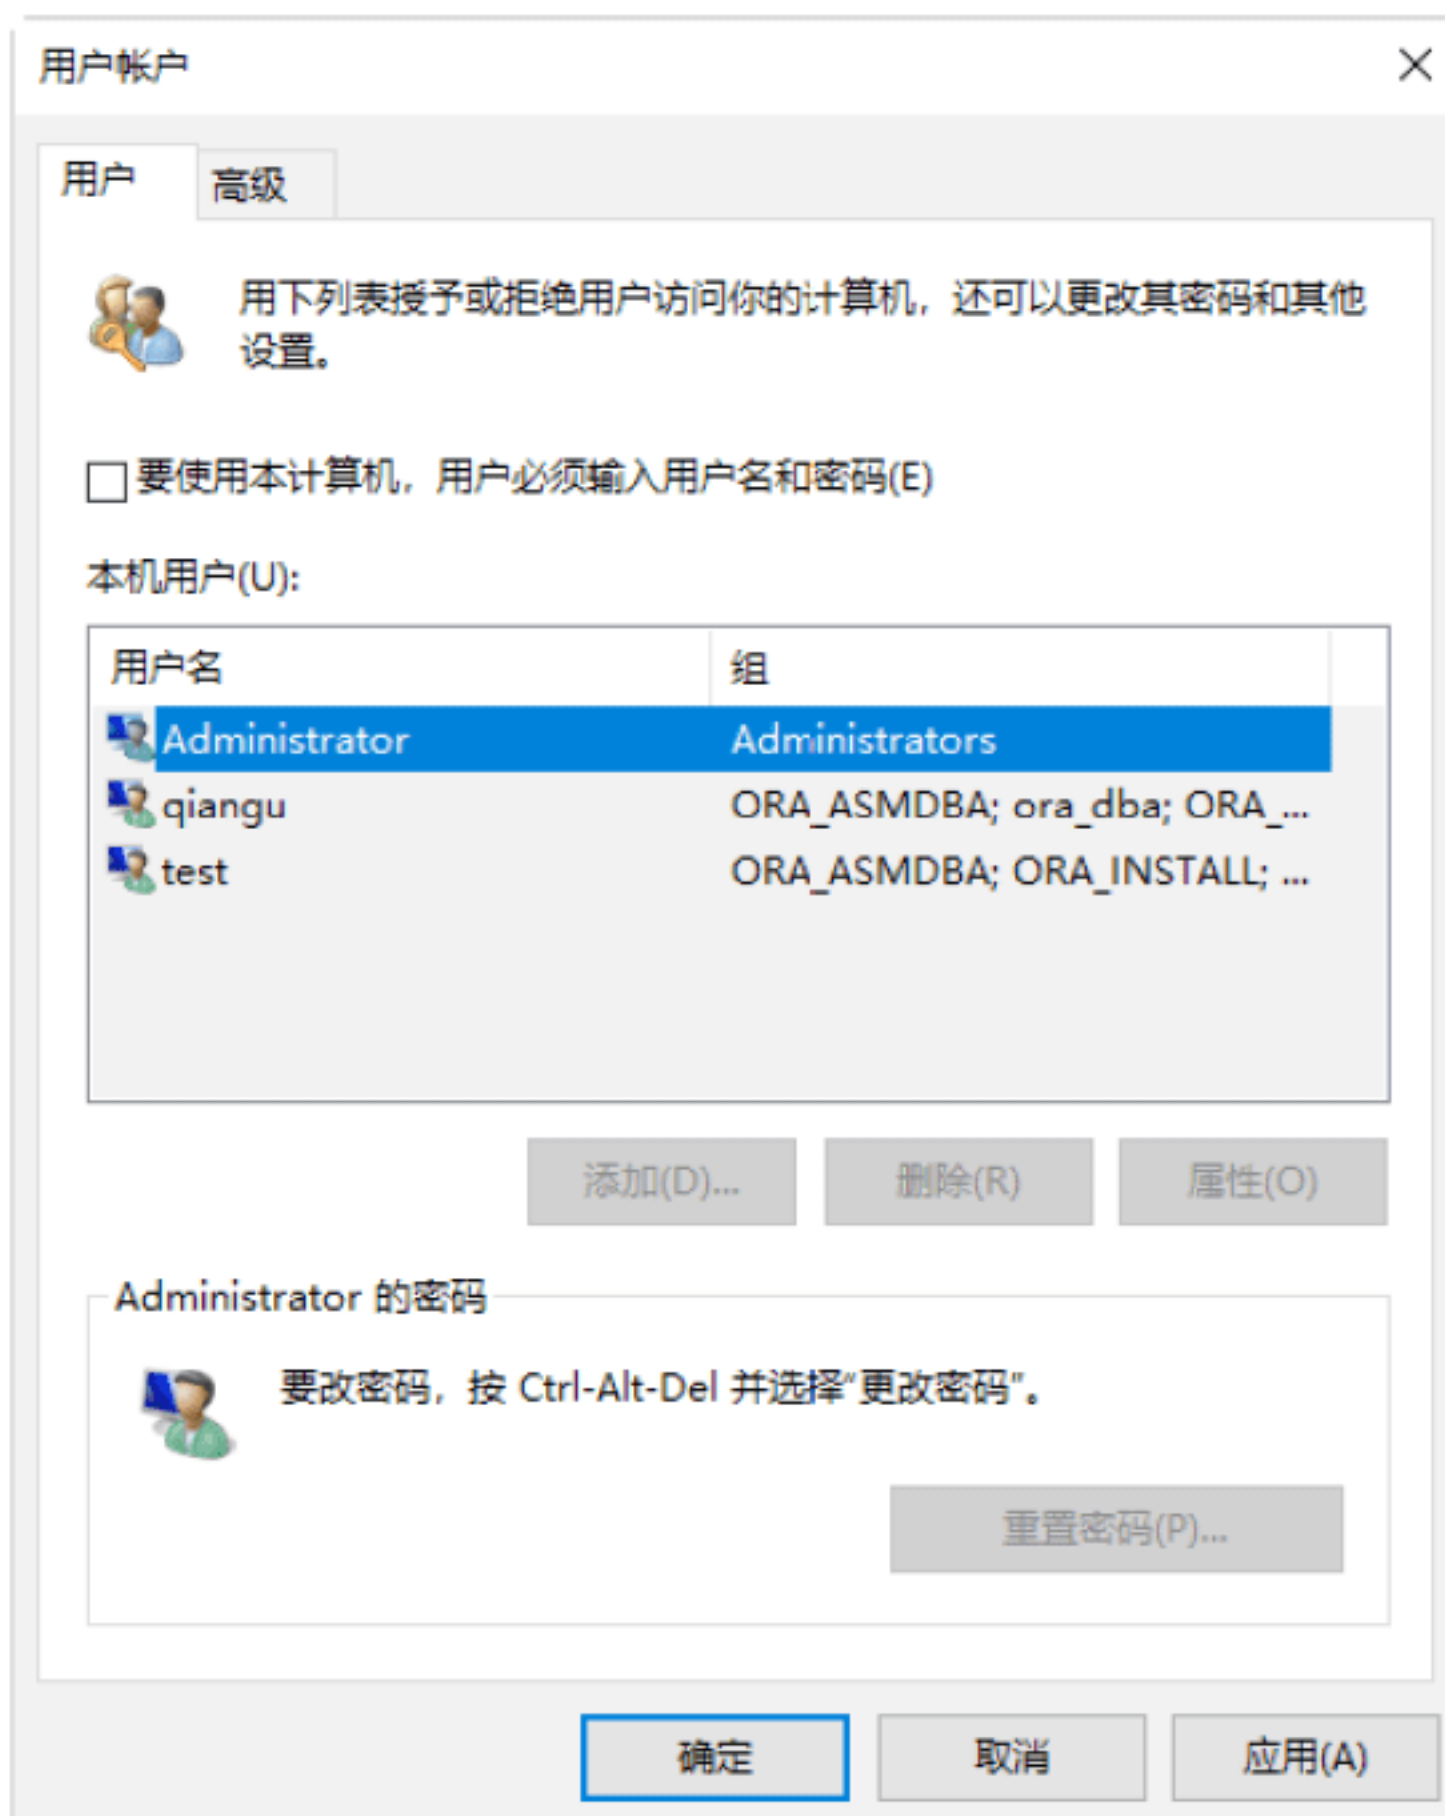 用户帐户
用户
高级
用下列表授予或拒绝用户访问你的计算机，还可以更改其密码和其他
设置。
要使用本计算机，用户必须输入用户名和密码(E)
本机用户(U):
用户名 组
Administrator Administrators
qiangu ORA_ASMDBA; ora_dba; ORA_...
test ORA_ASMDBA; ORA_INSTALL; ...
添加(D)... 删除(R) 属性(O)
Administrator 的密码
要改密码，按 Ctrl-Alt-Del 并选择“更改密码”。
重置密码(P)...
确定 取消 应用(A)